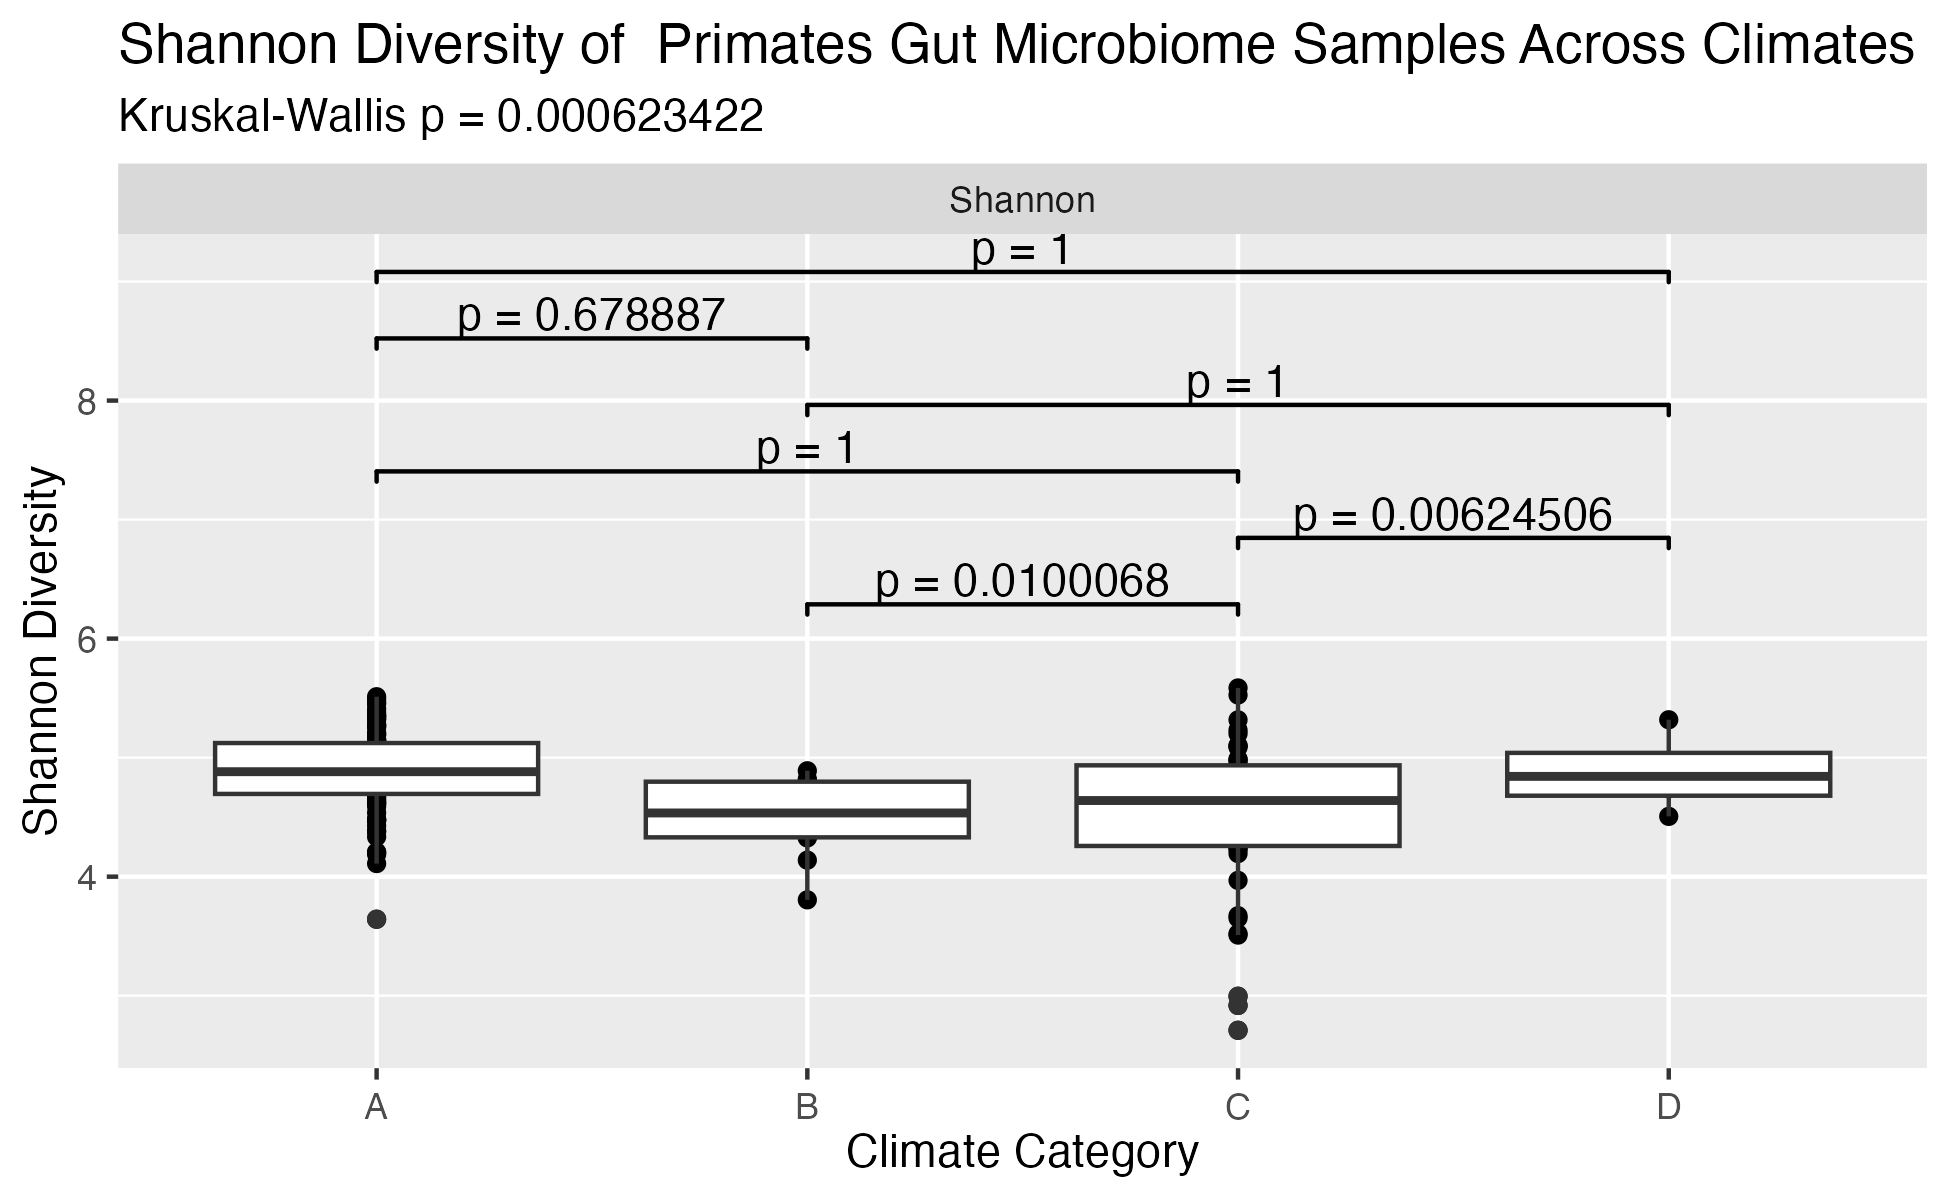 Shannon Diversity of  Primates Gut Microbiome Samples Across Climates
Kruskal-Wallis p = 0.000623422
Shannon
p = 1
p = 0.678887
p = 1
p = 1
p = 0.00624506
p = 0.0100068
8
6
4
Shannon Diversity
A B C D
Climate Category